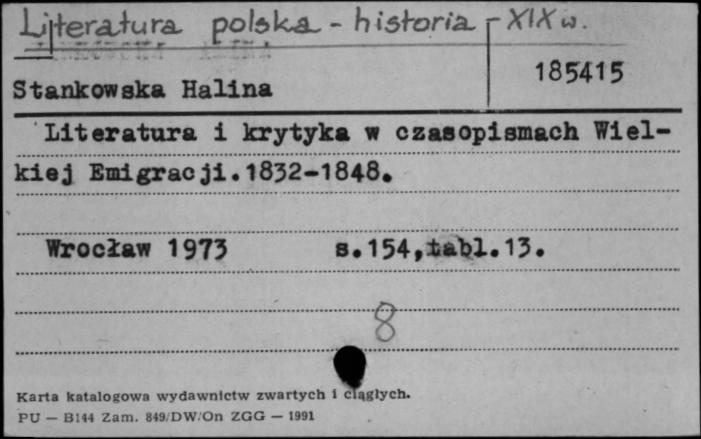 Literatura polska - historia - XIX w.
185415
Stankowska Halina
Literatura i krytyka w czasopismach Wiel-
kiej Emigracji.1832-1848.
Wrocław 1973 s.154,tabl.13.
8
Karta katalogowa wydawnictw zwartych i ciągłych.
PU — B144 Zam. 849/DW/On ZGG — 1991